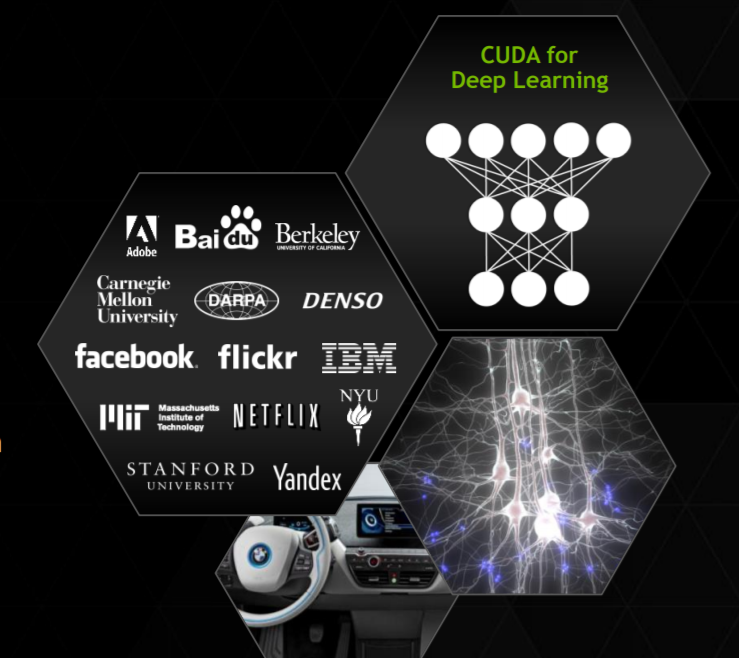 CUDA for
Deep Learning
Adobe
Baidu
Berkeley
UNIVERSITY OF CALIFORNIA
Carnegie
Mellon
University
DARPA
DENSO
facebook.
flickr
IBM
MIT
Massachusetts
Institute of
Technology
NETFLIX
NYU
STANFORD
UNIVERSITY
Yandex